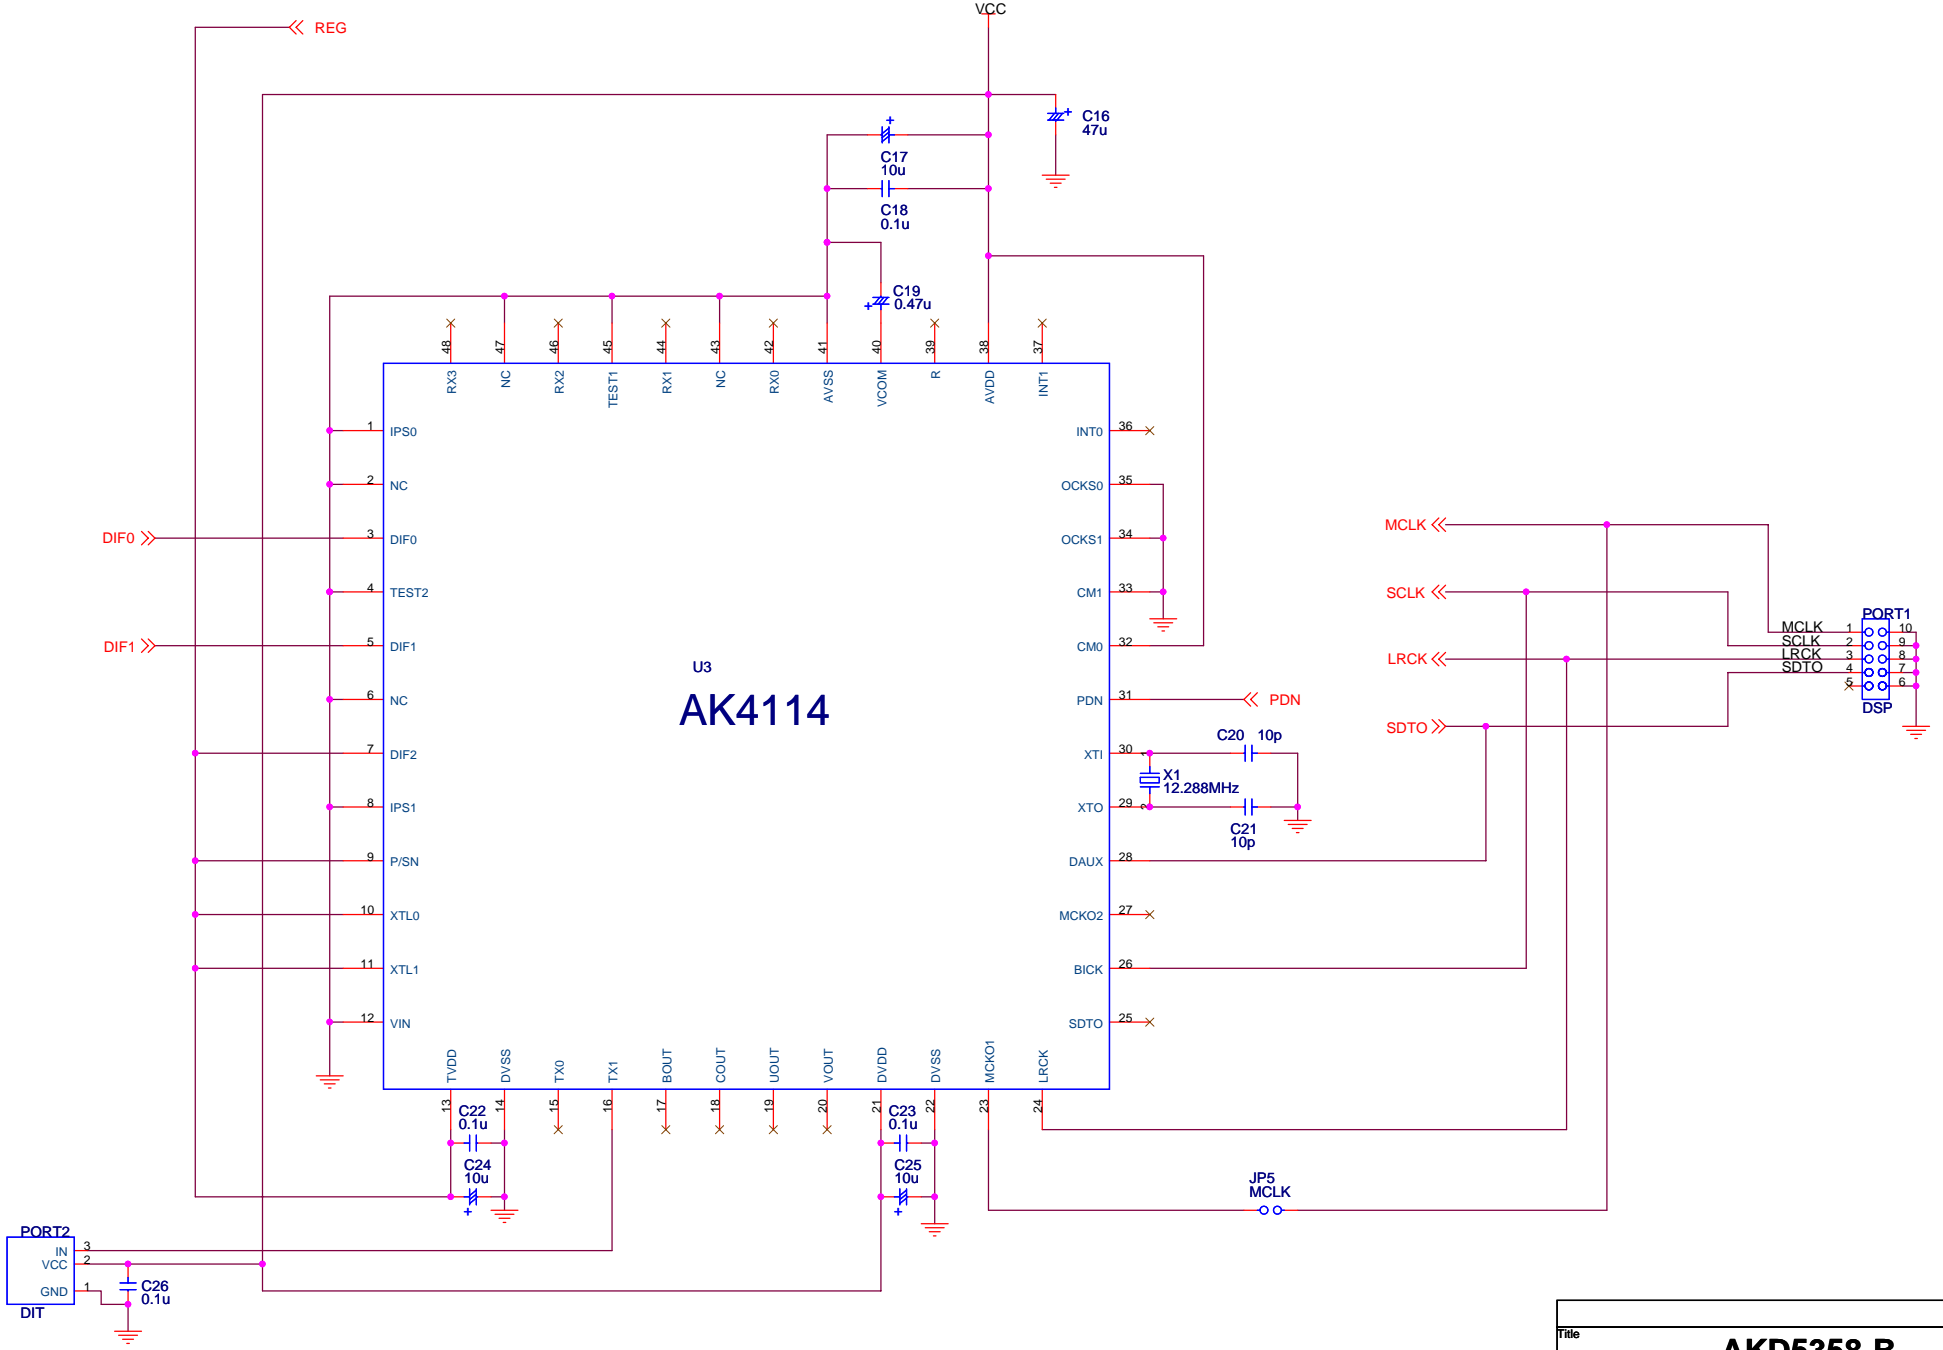 VCC
REG
C16
47u
C17
10u
C18
0.1u
C19
0.47u
48
47
46
45
44
43
42
41
40
39
38
37
RX3
NC
RX2
TEST1
RX1
NC
RX0
AVSS
VCOM
R
AVDD
INT1
1 IPS0
2 NC
DIF0
3 DIF0
4 TEST2
DIF1
5 DIF1
6 NC
7 DIF2
8 IPS1
9 P/SN
10 XTL0
11 XTL1
12 VIN
U3
AK4114
INT0 36
OCKS0 35
OCKS1 34
CM1 33
CM0 32
PDN 31
PDN
XTI 30
1
XTO 29
2
DAUX 28
MCKO2 27
BICK 26
SDTO 25
C20 10p
X1
12.288MHz
C21
10p
MCLK
SCLK
LRCK
SDTO
PORT1
MCLK 1 10
SCLK 2 9
LRCK 3 8
SDTO 4 7
5 6
DSP
TVDD
DVSS
TX0
TX1
BOUT
COUT
UOUT
VOUT
DVDD
DVSS
MCKO1
LRCK
13
14
15
16
17
18
19
20
21
22
23
24
C22
0.1u
C24
10u
C23
0.1u
C25
10u
JP5
MCLK
PORT2
IN 3
VCC 2
GND 1
DIT
C26
0.1u
Title
AKD5358-B